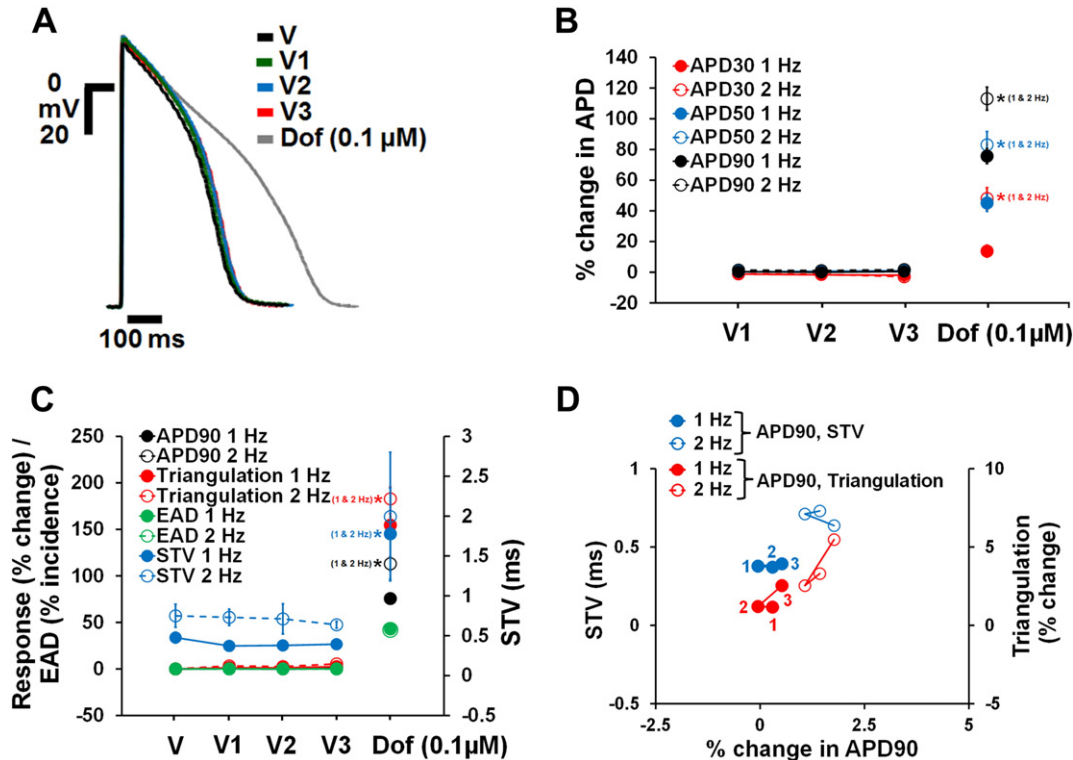 A
0
mV
20
100 ms
V
V1
V2
V3
Dof (0.1 µM)
B
% change in APD
140
120
100
80
60
40
20
0
-20
APD30 1 Hz
APD30 2 Hz
APD50 1 Hz
APD50 2 Hz
APD90 1 Hz
APD90 2 Hz
*(1 & 2 Hz)
*(1 & 2 Hz)
*(1 & 2 Hz)
V1 V2 V3 Dof (0.1µM)
C
Response (% change) /
EAD (% incidence)
250
200
150
100
50
0
-50
APD90 1 Hz
APD90 2 Hz
Triangulation 1 Hz
Triangulation 2 Hz
EAD 1 Hz
EAD 2 Hz
STV 1 Hz
STV 2 Hz
(1 & 2 Hz)*
(1 & 2 Hz)*
(1 & 2 Hz)*
3
2.5
2
1.5
1
0.5
0
-0.5
STV (ms)
V V1 V2 V3 Dof (0.1µM)
D
1 Hz
2 Hz
APD90, STV
1 Hz
2 Hz
APD90, Triangulation
STV (ms)
1
0.5
0
-0.5
1 2 3
2 1 3
10
5
0
-5
Triangulation
(% change)
-2.5 0 2.5 5
% change in APD90